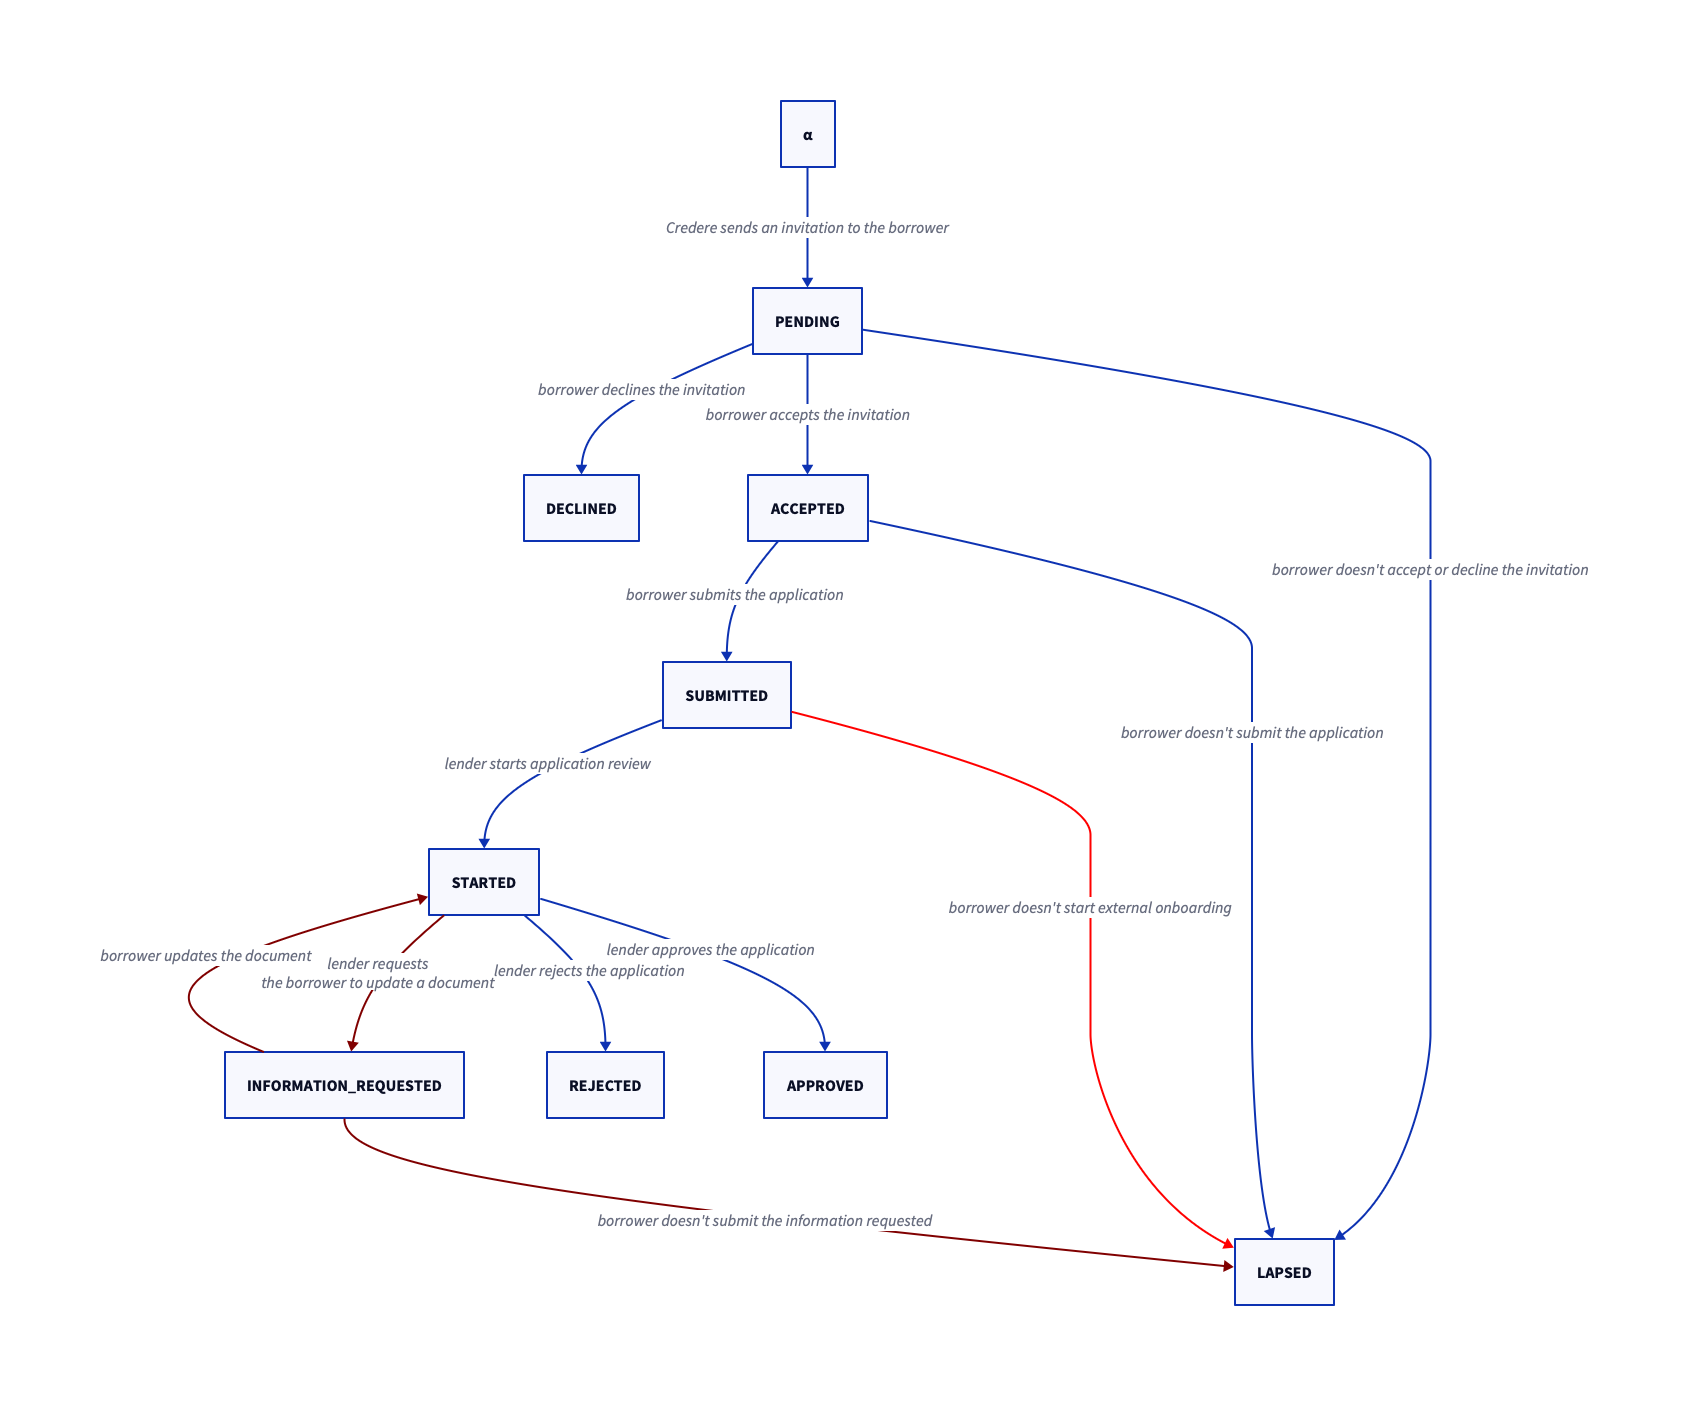 α
Credere sends an invitation to the borrower
PENDING
borrower declines the invitation
borrower accepts the invitation
DECLINED
ACCEPTED
borrower doesn't accept or decline the invitation
borrower submits the application
SUBMITTED
borrower doesn't submit the application
lender starts application review
STARTED
borrower doesn't start external onboarding
borrower updates the document
lender requests
the borrower to update a document
lender rejects the application
lender approves the application
INFORMATION_REQUESTED
REJECTED
APPROVED
borrower doesn't submit the information requested
LAPSED